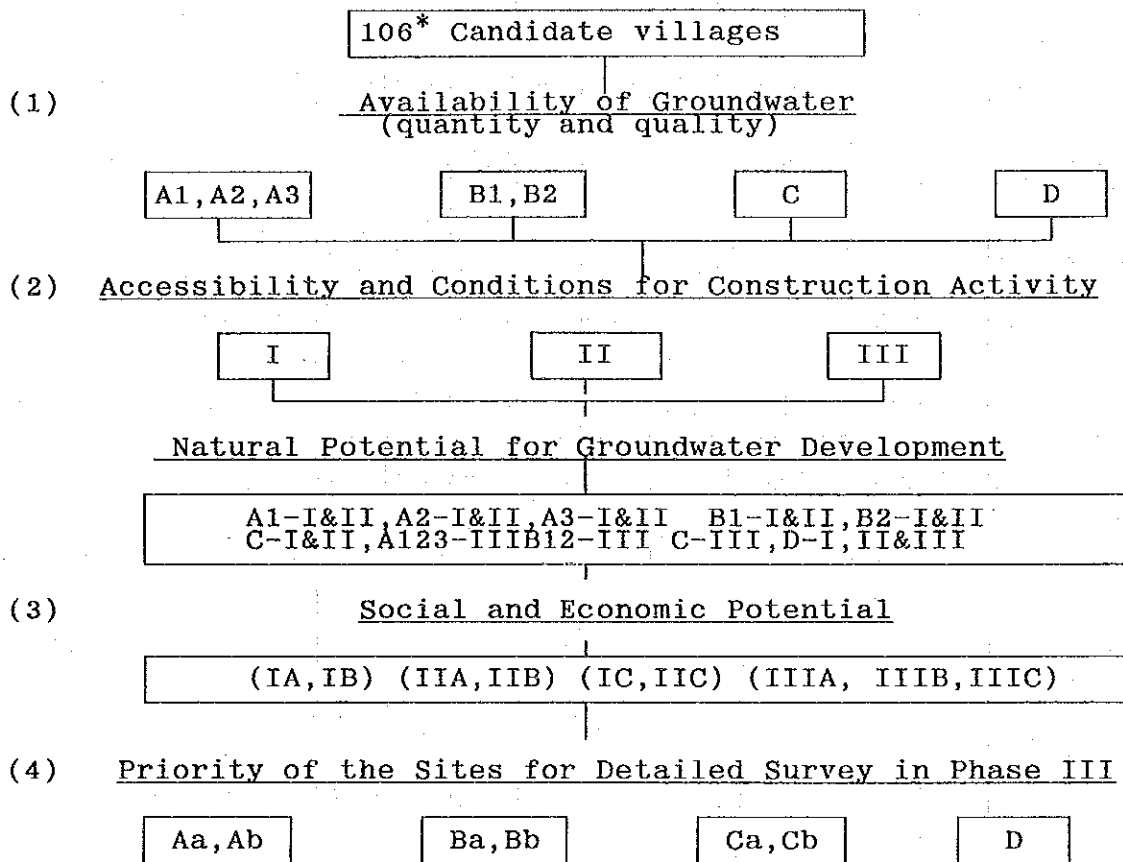 106* Candidate villages
(1) Availability of Groundwater
(quantity and quality)
A1,A2,A3 B1,B2 C D
(2) Accessibility and Conditions for Construction Activity
I II III
Natural Potential for Groundwater Development
A1-I&II,A2-I&II,A3-I&II B1-I&II,B2-I&II
C-I&II,A123-IIIB12-III C-III,D-I,II&III
(3) Social and Economic Potential
(IA,IB) (IIA,IIB) (IC,IIC) (IIIA, IIIB,IIIC)
(4) Priority of the Sites for Detailed Survey in Phase III
Aa,Ab Ba,Bb Ca,Cb D